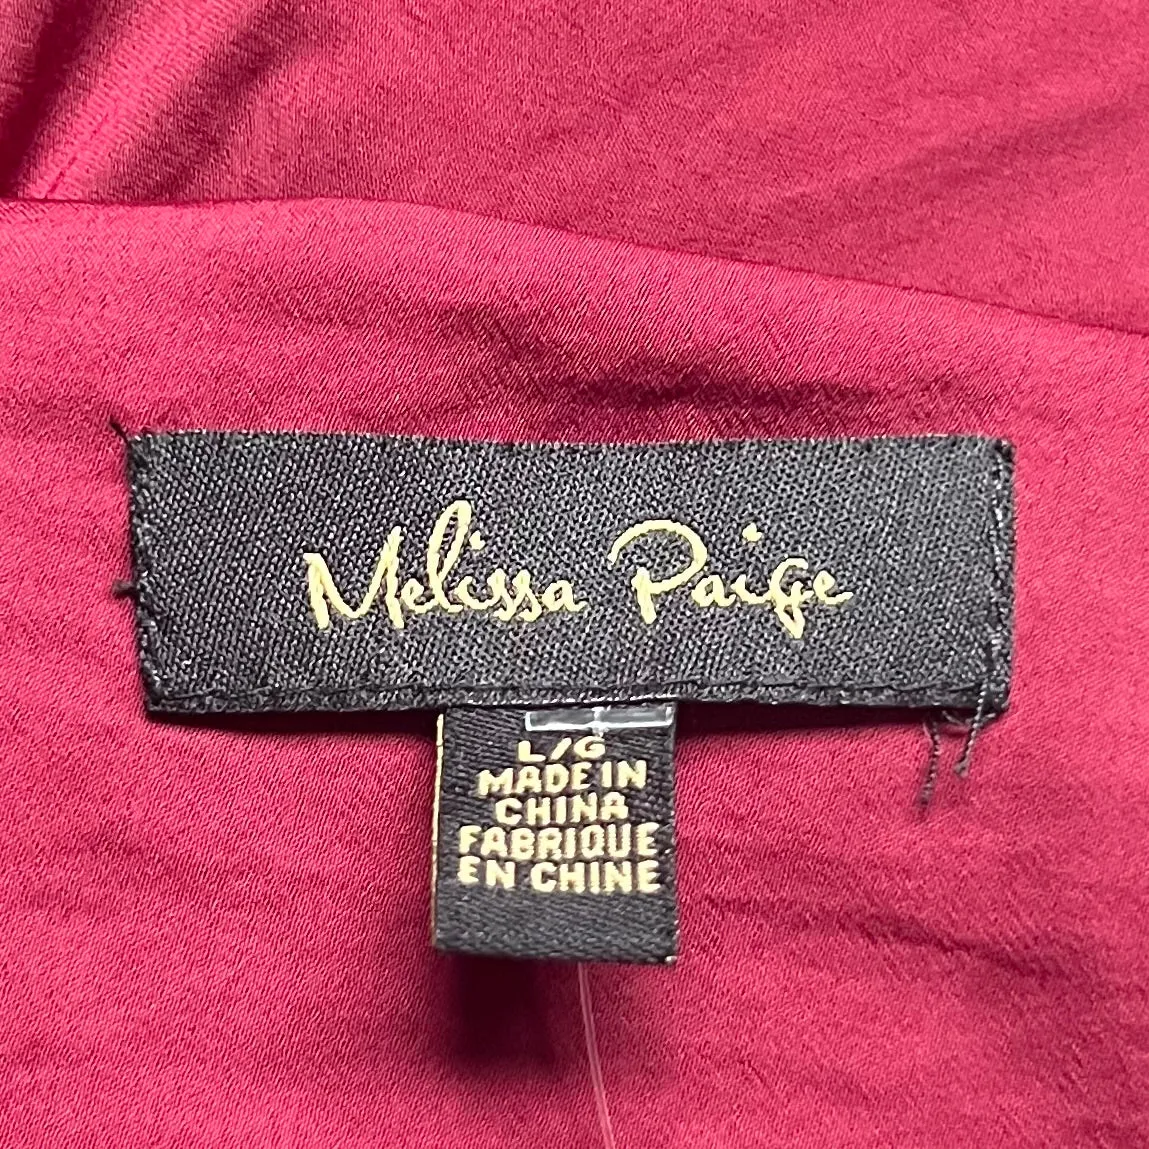 Melissa Paige
L/G
MADE IN
CHINA
FABRIQUE
EN CHINE